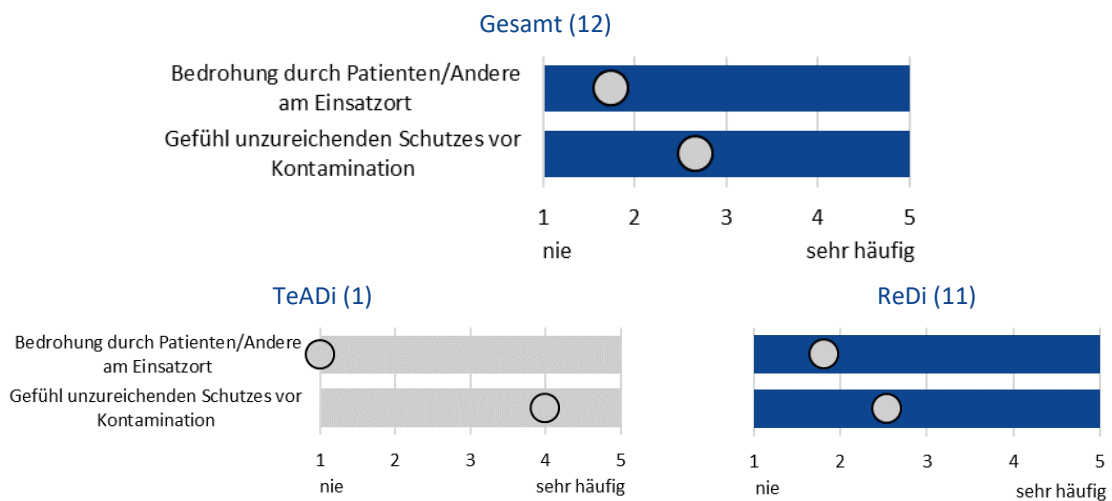 Gesamt (12)
Bedrohung durch Patienten/Andere
am Einsatzort
Gefühl unzureichenden Schutzes vor
Kontamination
1 2 3 4 5
nie sehr häufig
TeADi (1)
Bedrohung durch Patienten/Andere
am Einsatzort
Gefühl unzureichenden Schutzes vor
Kontamination
1 2 3 4 5
nie sehr häufig
ReDi (11)
1 2 3 4 5
nie sehr häufig